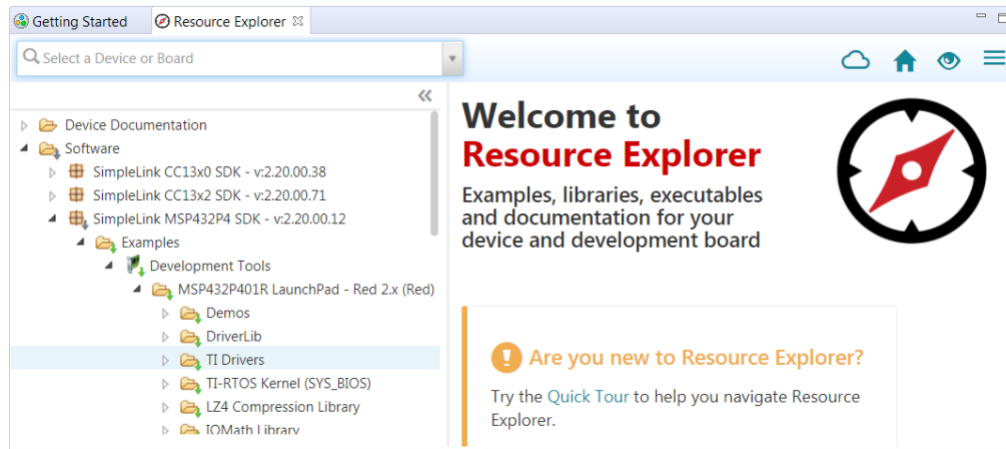 Getting Started
Resource Explorer
Select a Device or Board
Device Documentation
Software
SimpleLink CC13x0 SDK - v:2.20.00.38
SimpleLink CC13x2 SDK - v:2.20.00.71
SimpleLink MSP432P4 SDK - v:2.20.00.12
Examples
Development Tools
MSP432P401R LaunchPad - Red 2.x (Red)
Demos
DriverLib
TI Drivers
TI-RTOS Kernel (SYS_BIOS)
LZ4 Compression Library
IQMath Library
Welcome to
Resource Explorer
Examples, libraries, executables
and documentation for your
device and development board
Are you new to Resource Explorer?
Try the Quick Tour to help you navigate Resource
Explorer.